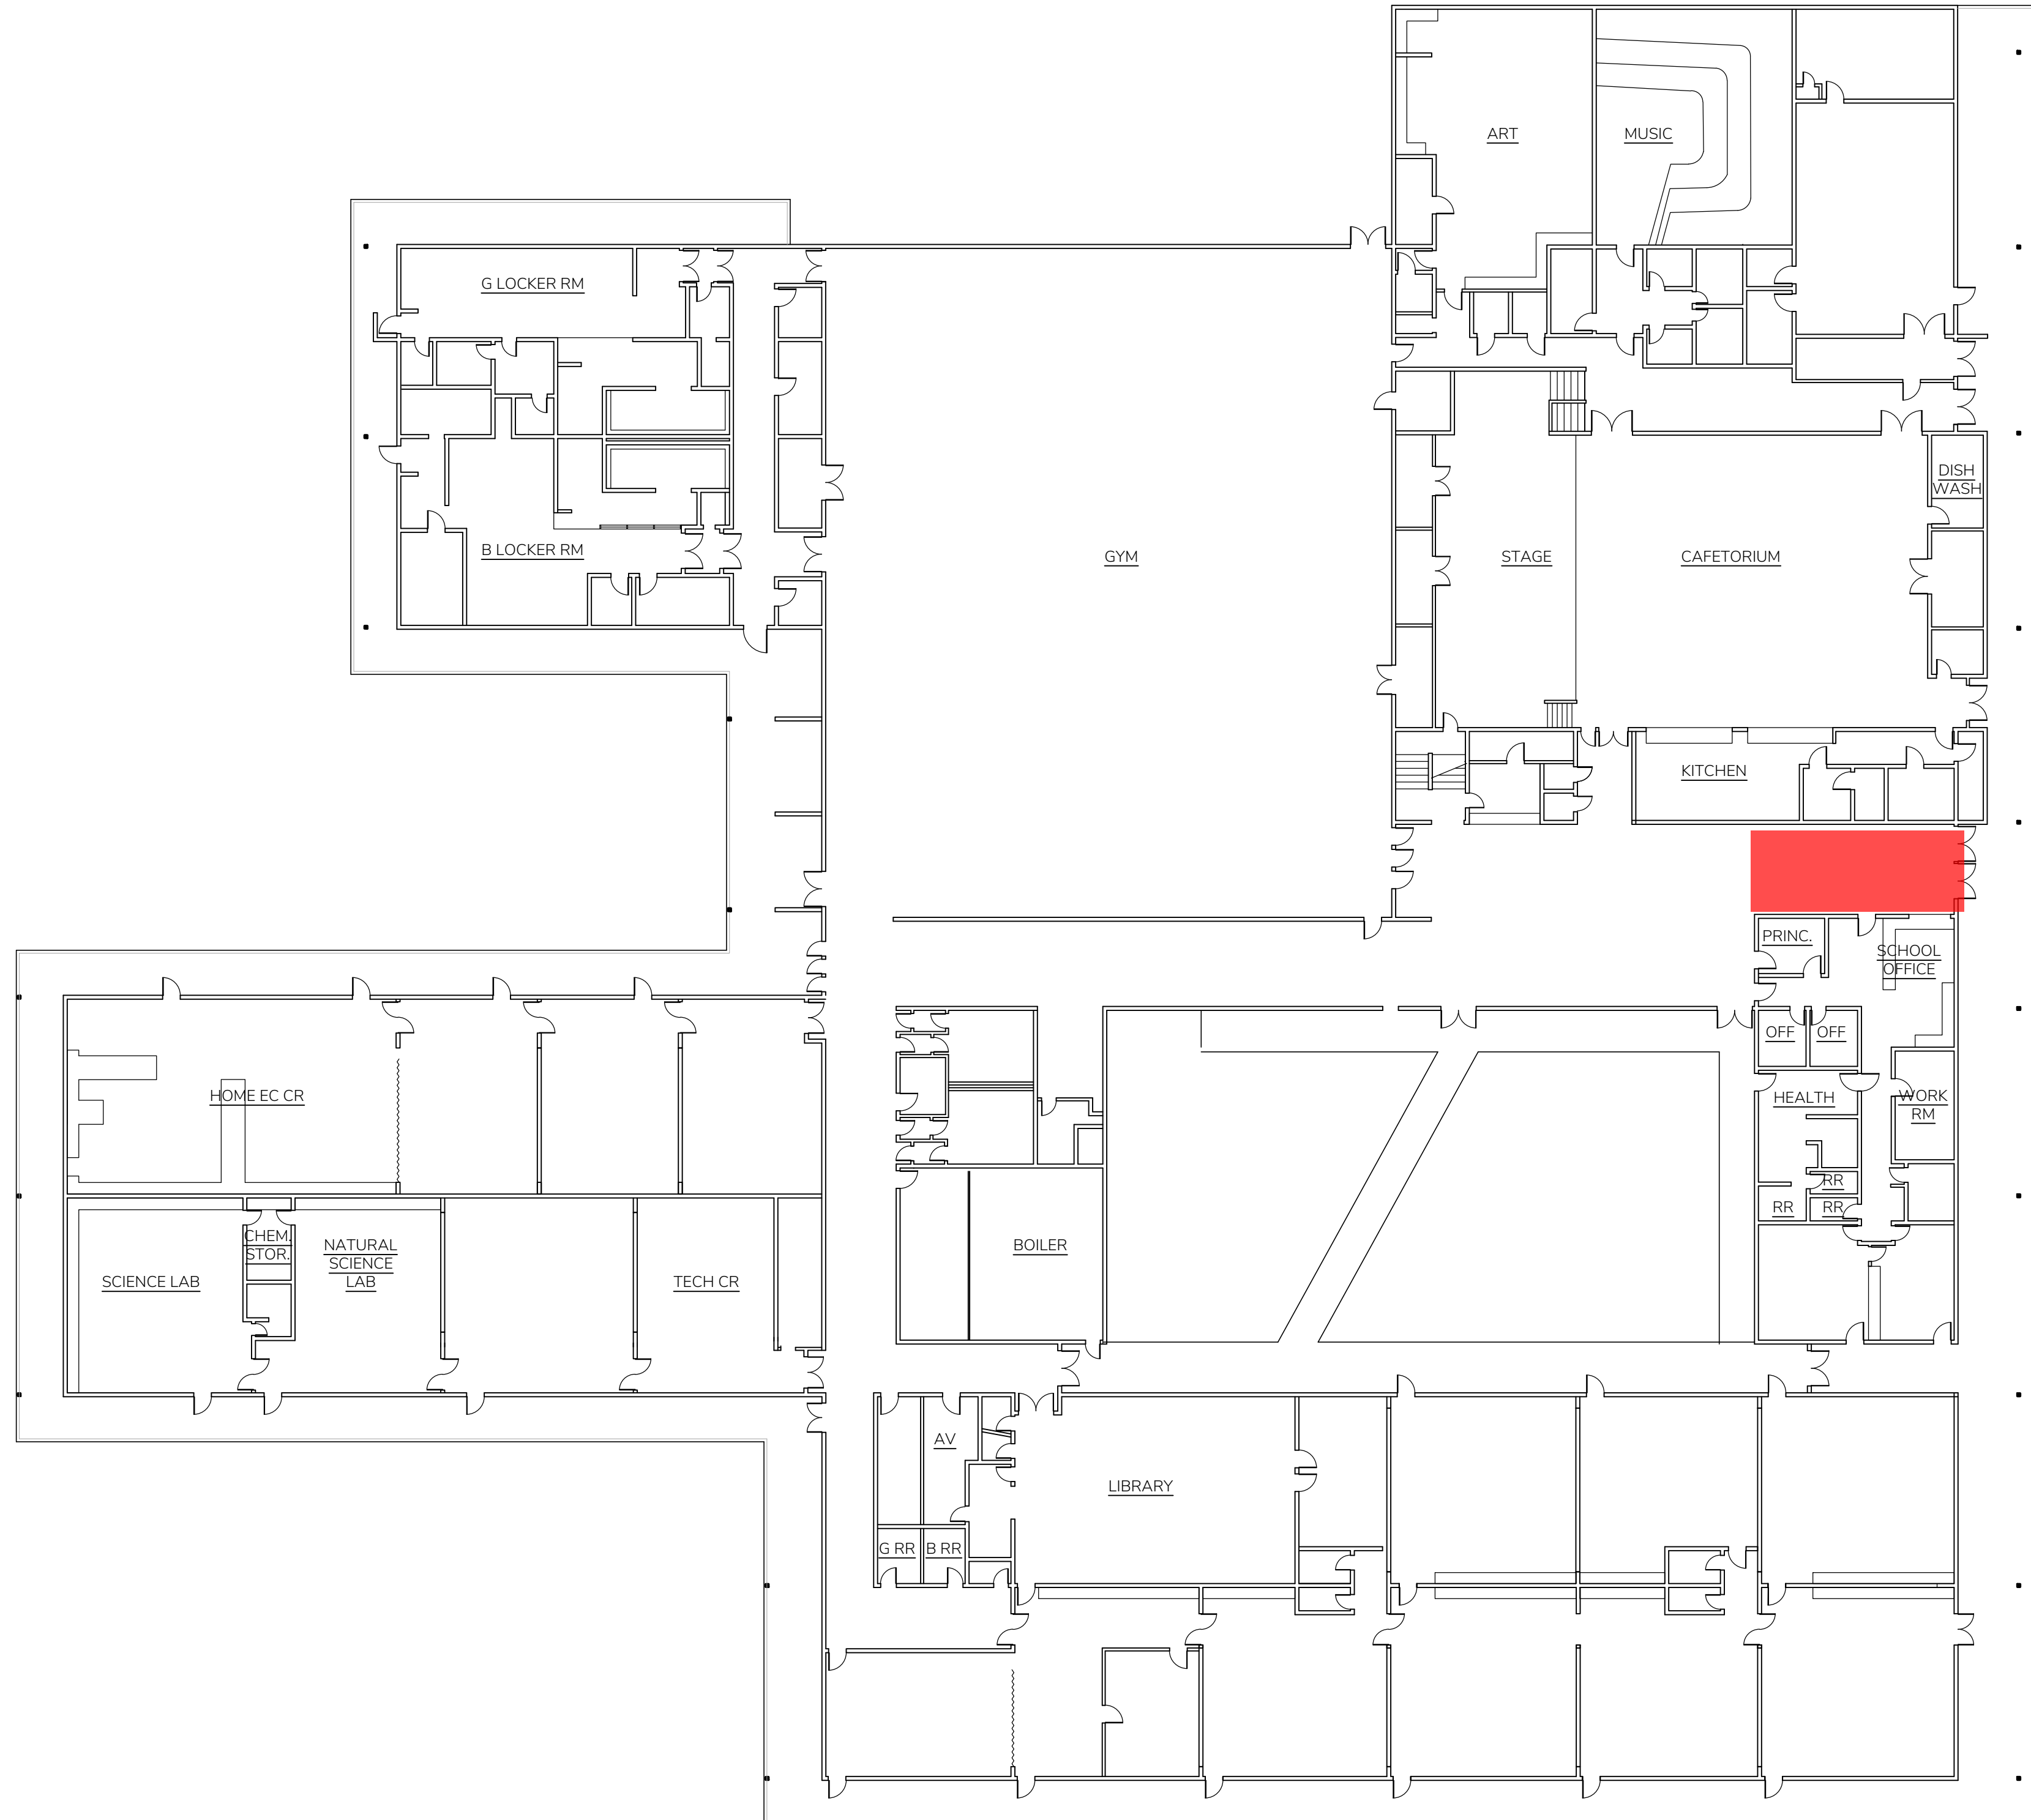 ART
MUSIC
G LOCKER RM
DISH
WASH
B LOCKER RM
GYM
STAGE
CAFETORIUM
KITCHEN
PRINC.
SCHOOL
OFFICE
OFF
OFF
HOME EC CR
HEALTH
WORK
RM
RR
RR
RR
CHEM.
STOR.
NATURAL
SCIENCE
LAB
BOILER
SCIENCE LAB
TECH CR
AV
LIBRARY
G RR
B RR